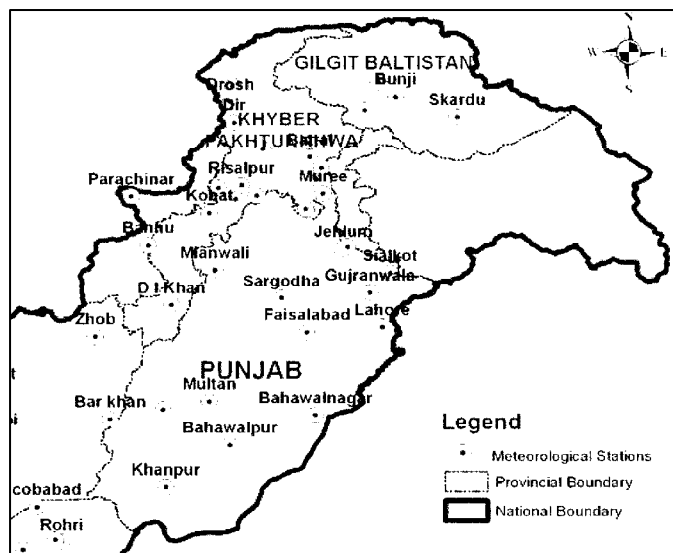 N
W E
S
GILGIT BALTISTAN
Drosh
Bunji
Skardu
Dir
KHYBER
PAKHTUNKHWA
Risalpur
Muree
Parachinar
Kohat
Bannu
Jehlum
Mianwali
Sialkot
Sargodha
Gujranwala
D I Khan
Faisalabad
Lahore
Zhob
PUNJAB
Multan
Bar khan
Bahawalnagar
Bahawalpur
Khanpur
cobabad
Rohri
Legend
Meteorological Stations
Provincial Boundary
National Boundary